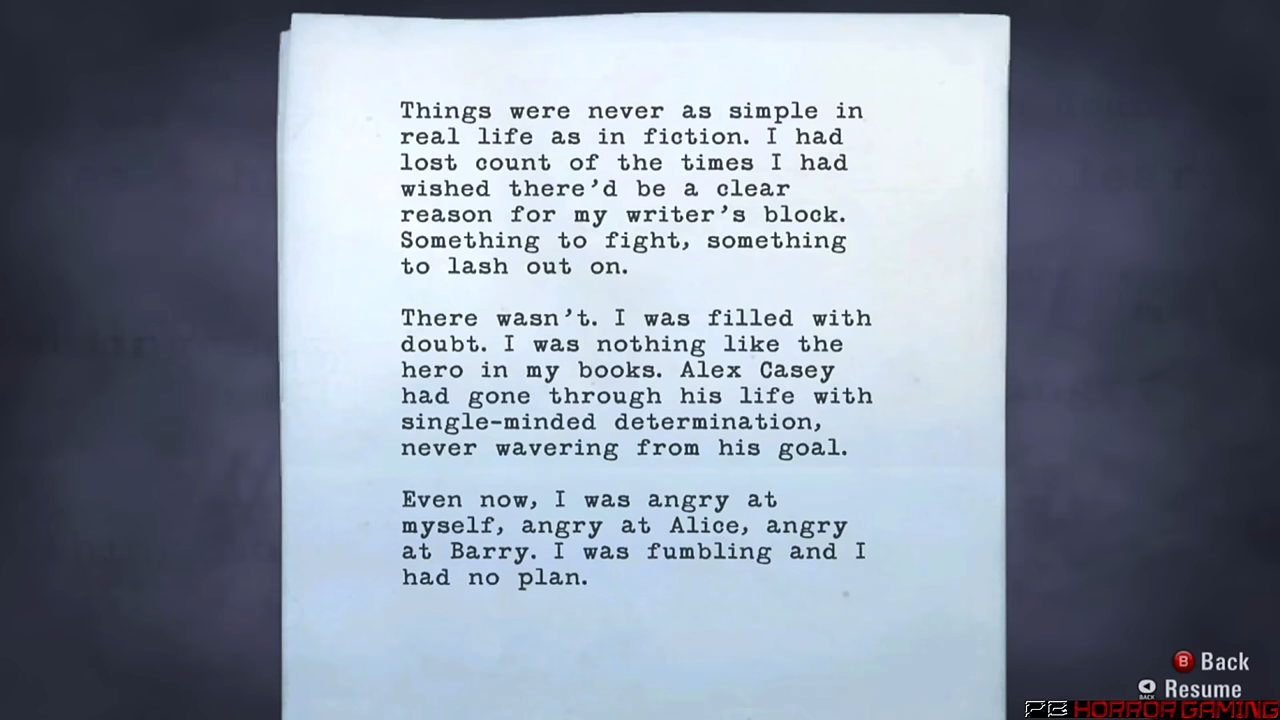 Things were never as simple in
real life as in fiction. I had
lost count of the times I had
wished there'd be a clear
reason for my writer's block.
Something to fight, something
to lash out on.
There wasn't. I was filled with
doubt. I was nothing like the
hero in my books. Alex Casey
had gone through his life with
single-minded determination,
never wavering from his goal.
Even now, I was angry at
myself, angry at Alice, angry
at Barry. I was fumbling and I
had no plan.
B Back
BACK Resume
HORROR GAMING